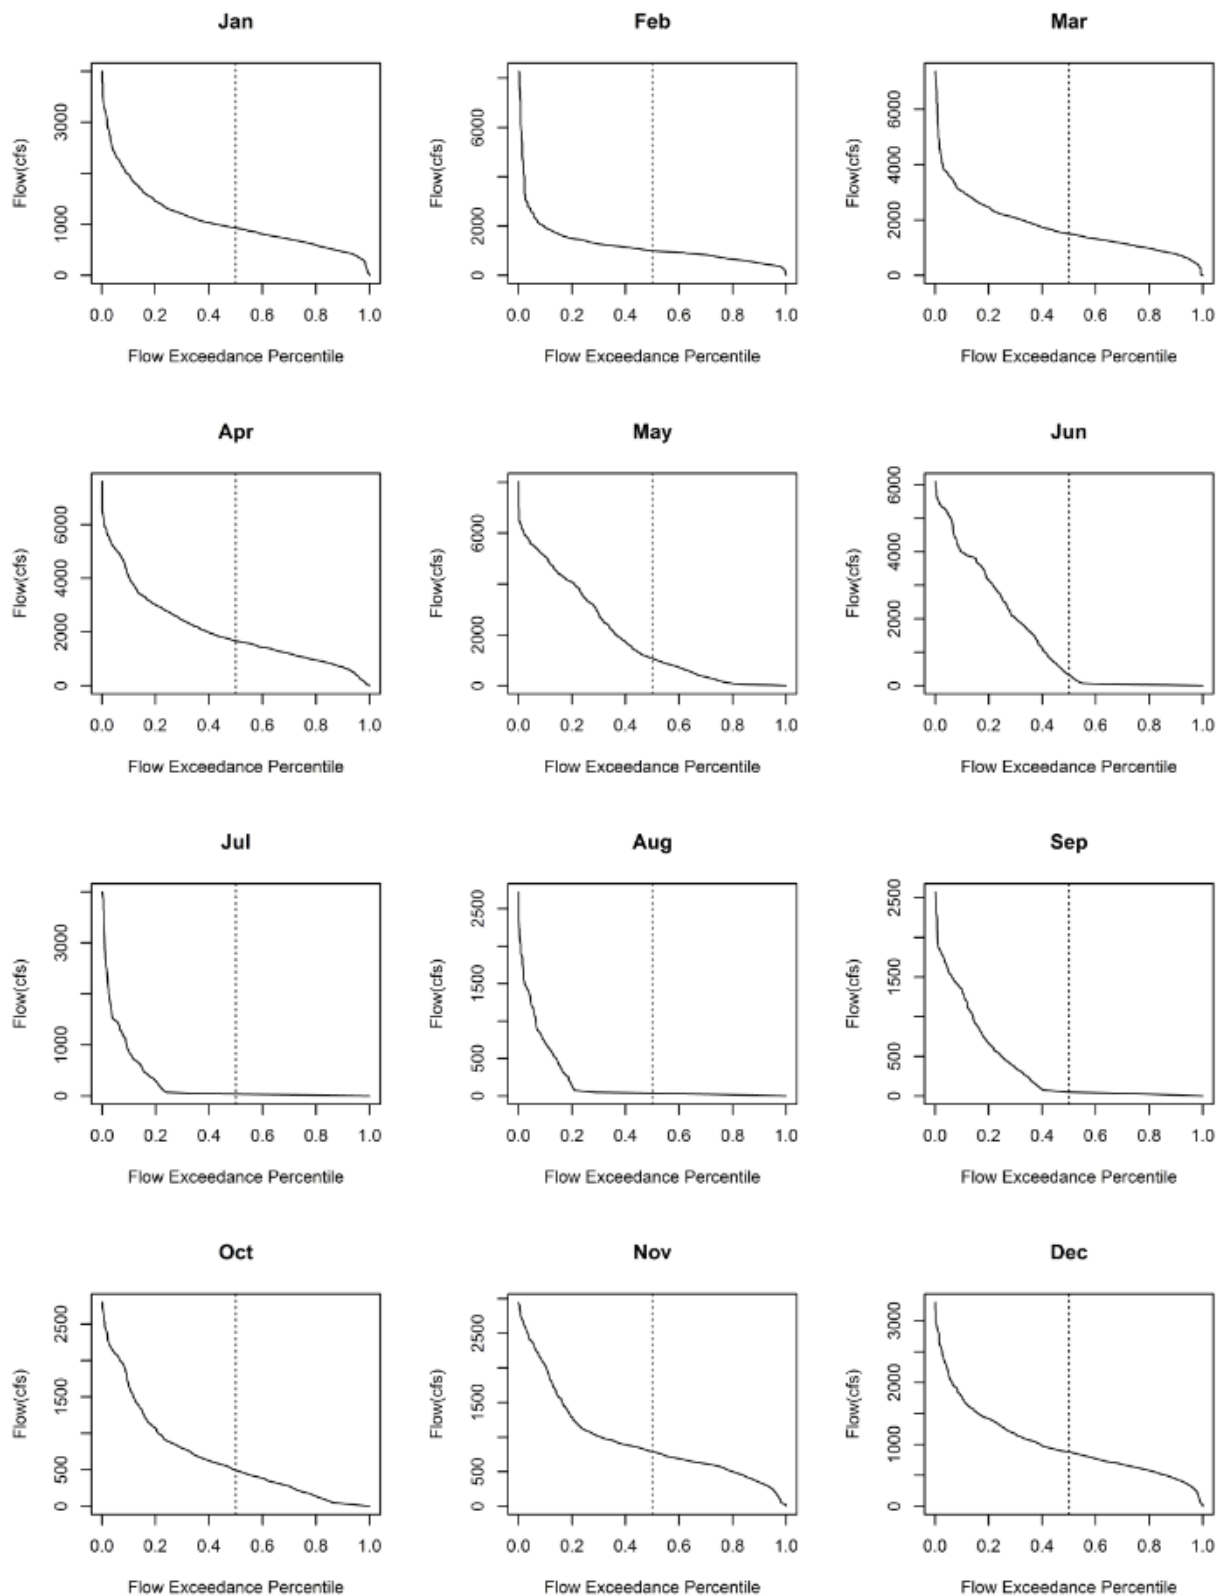 Jan
Feb
Mar
Flow(cfs)
0 1000 3000
0.0 0.2 0.4 0.6 0.8 1.0
Flow Exceedance Percentile
Flow(cfs)
0 2000 6000
0.0 0.2 0.4 0.6 0.8 1.0
Flow Exceedance Percentile
Flow(cfs)
0 2000 4000 6000
0.0 0.2 0.4 0.6 0.8 1.0
Flow Exceedance Percentile
Apr
May
Jun
Flow(cfs)
0 2000 4000 6000
0.0 0.2 0.4 0.6 0.8 1.0
Flow Exceedance Percentile
Flow(cfs)
0 2000 6000
0.0 0.2 0.4 0.6 0.8 1.0
Flow Exceedance Percentile
Flow(cfs)
0 2000 4000 6000
0.0 0.2 0.4 0.6 0.8 1.0
Flow Exceedance Percentile
Jul
Aug
Sep
Flow(cfs)
0 1000 3000
0.0 0.2 0.4 0.6 0.8 1.0
Flow Exceedance Percentile
Flow(cfs)
0 500 1500 2500
0.0 0.2 0.4 0.6 0.8 1.0
Flow Exceedance Percentile
Flow(cfs)
0 500 1500 2500
0.0 0.2 0.4 0.6 0.8 1.0
Flow Exceedance Percentile
Oct
Nov
Dec
Flow(cfs)
0 500 1500 2500
0.0 0.2 0.4 0.6 0.8 1.0
Flow Exceedance Percentile
Flow(cfs)
0 500 1500 2500
0.0 0.2 0.4 0.6 0.8 1.0
Flow Exceedance Percentile
Flow(cfs)
0 1000 2000 3000
0.0 0.2 0.4 0.6 0.8 1.0
Flow Exceedance Percentile